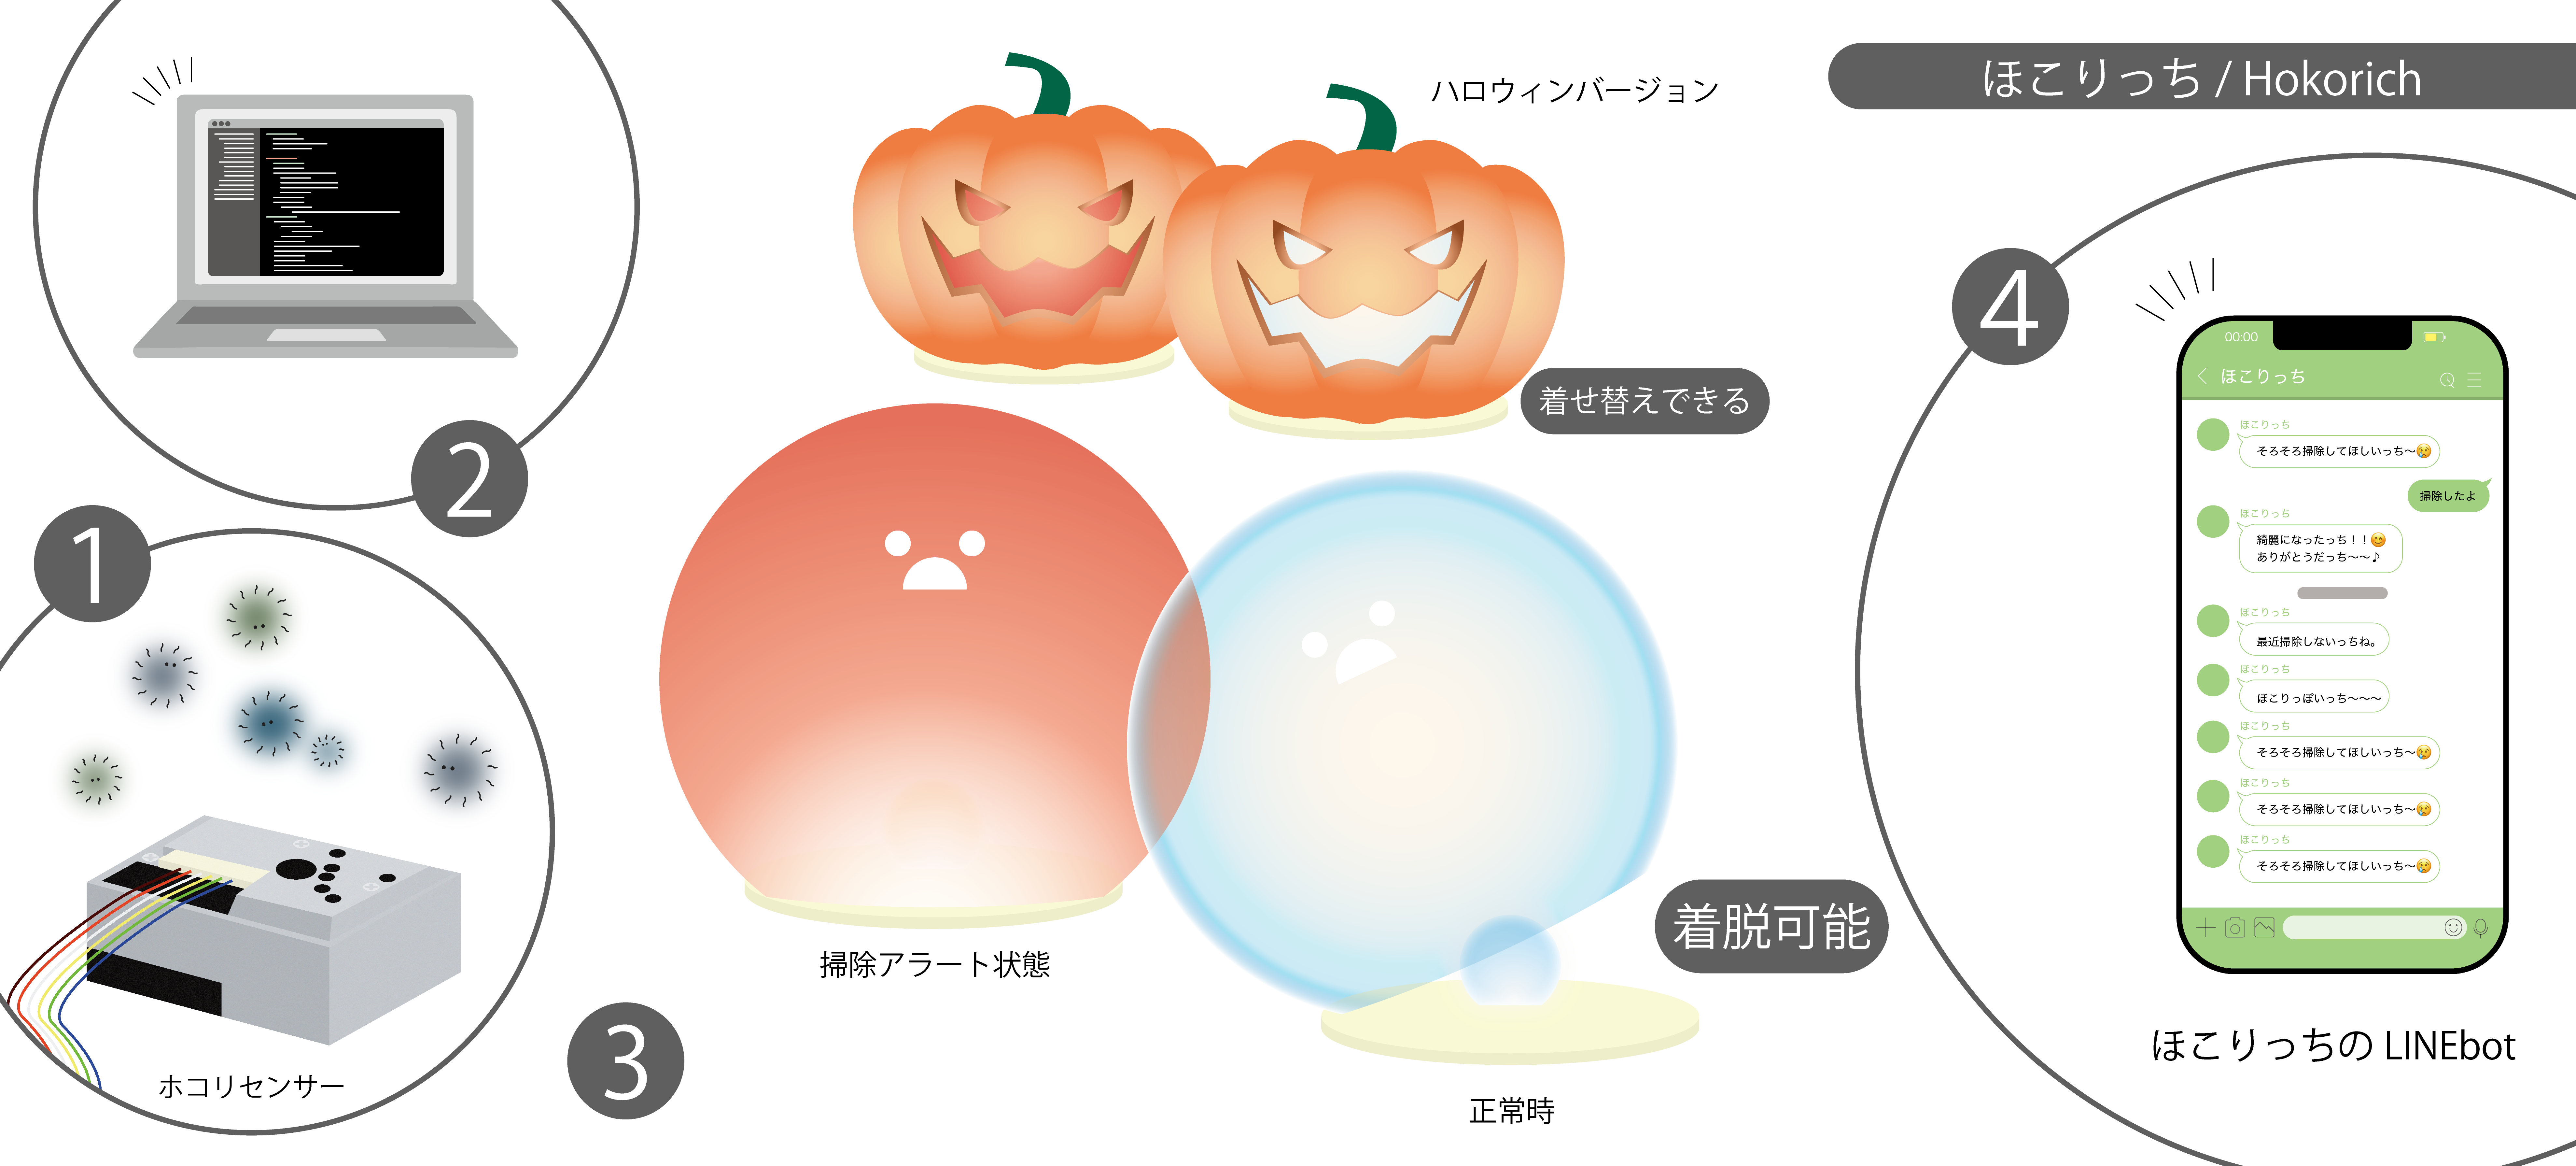 ほこりっち / Hokorich
1
ホコリセンサー
2
3
ハロウィンバージョン
着せ替えできる
掃除アラート状態
着脱可能
正常時
4
00:00
ほこりっち
ほこりっち
そろそろ掃除してほしいっち〜😢
掃除したよ
ほこりっち
綺麗になったっち！！😊
ありがとうだっち〜〜♪
ほこりっち
最近掃除しないっちね。
ほこりっち
ほこりっぽいっち〜〜〜
ほこりっち
そろそろ掃除してほしいっち〜😢
ほこりっち
そろそろ掃除してほしいっち〜😢
ほこりっち
そろそろ掃除してほしいっち〜😢
ほこりっちの LINEbot